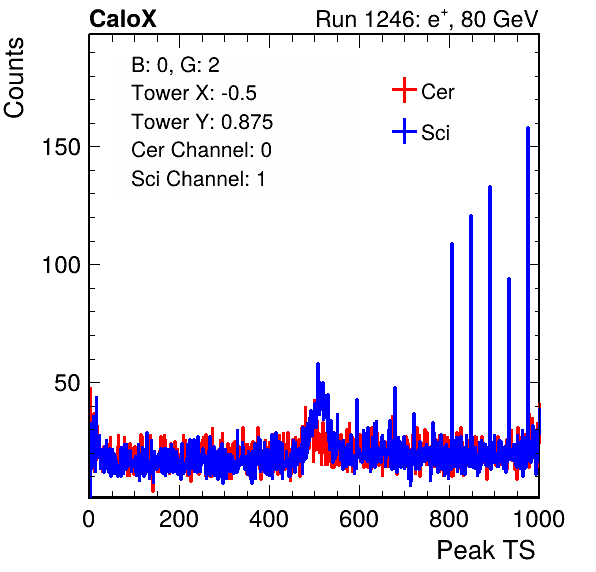 CaloX
Run 1246: e⁺, 80 GeV
Counts
B: 0, G: 2
Tower X: -0.5
Tower Y: 0.875
Cer Channel: 0
Sci Channel: 1
Cer
Sci
150
100
50
0 200 400 600 800 1000
Peak TS